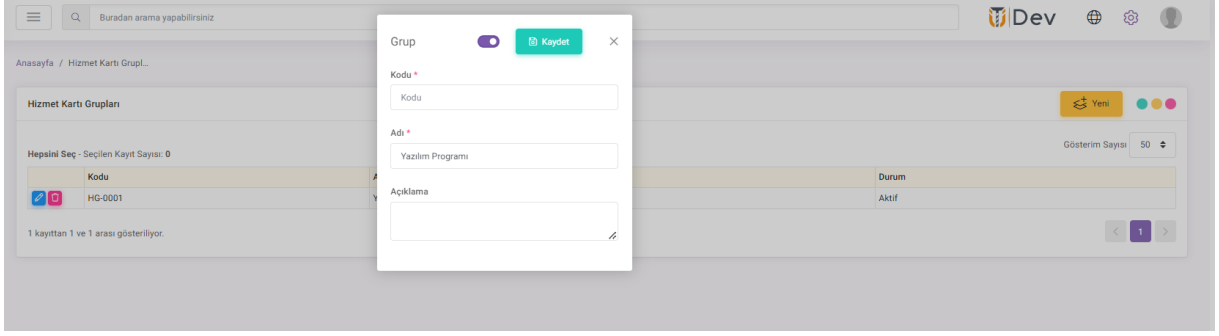 Buradan arama yapabilirsiniz
Dev
Anasayfa / Hizmet Kartı Grupl...
Grup
Kaydet
Kodu *
Kodu
Adı *
Yazılım Programı
Açıklama
Hizmet Kartı Grupları
Yeni
Gösterim Sayısı 50
Hepsini Seç - Seçilen Kayıt Sayısı: 0
Kodu A Durum
HG-0001 Y Aktif
1 kayıttan 1 ve 1 arası gösteriliyor.
< 1 >